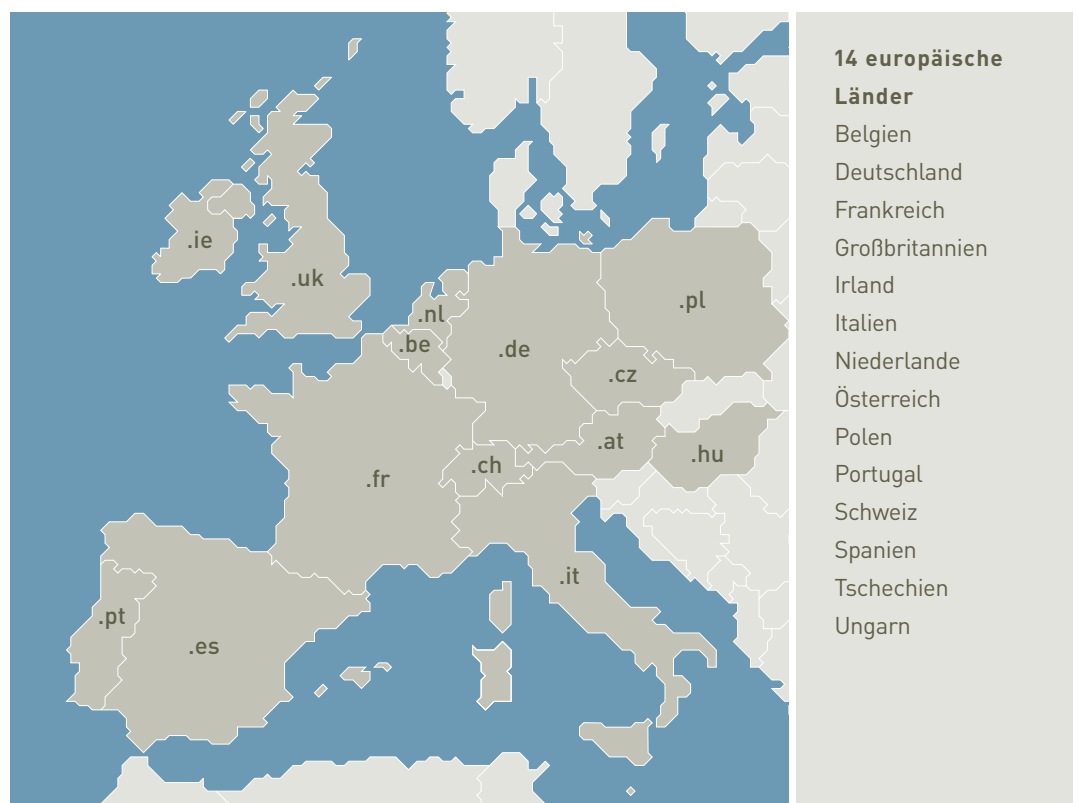 .ie
.uk
.nl
.be
.de
.pl
.cz
.at
.hu
.ch
.fr
.it
.pt
.es
14 europäische
Länder
Belgien
Deutschland
Frankreich
Großbritannien
Irland
Italien
Niederlande
Österreich
Polen
Portugal
Schweiz
Spanien
Tschechien
Ungarn